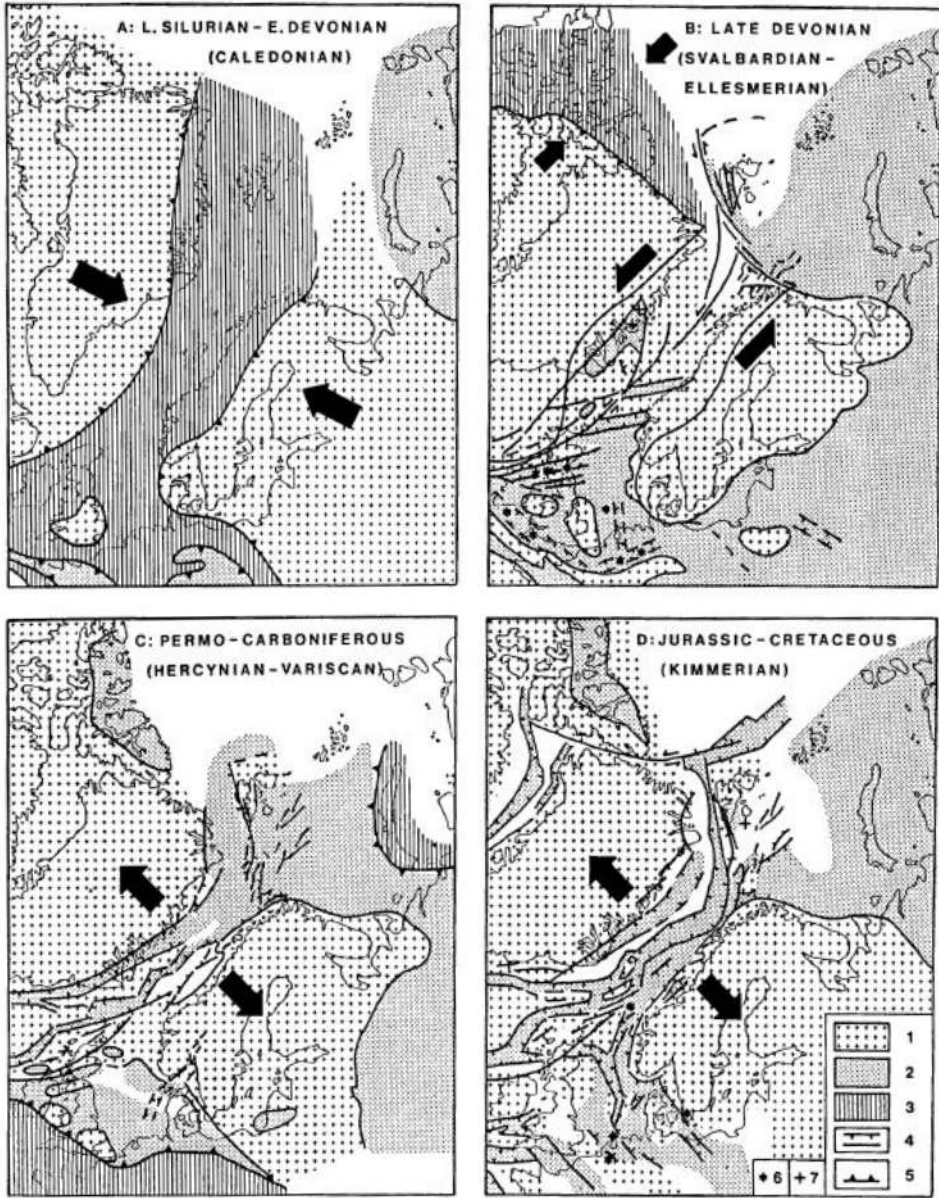 A: L. SILURIAN - E. DEVONIAN
(CALEDONIAN)
B: LATE DEVONIAN
(SVALBARDIAN -
ELLESMERIAN)
C: PERMO-CARBONIFEROUS
(HERCYNIAN-VARISCAN)
D: JURASSIC-CRETACEOUS
(KIMMERIAN)
1
2
3
4
6 +7 5